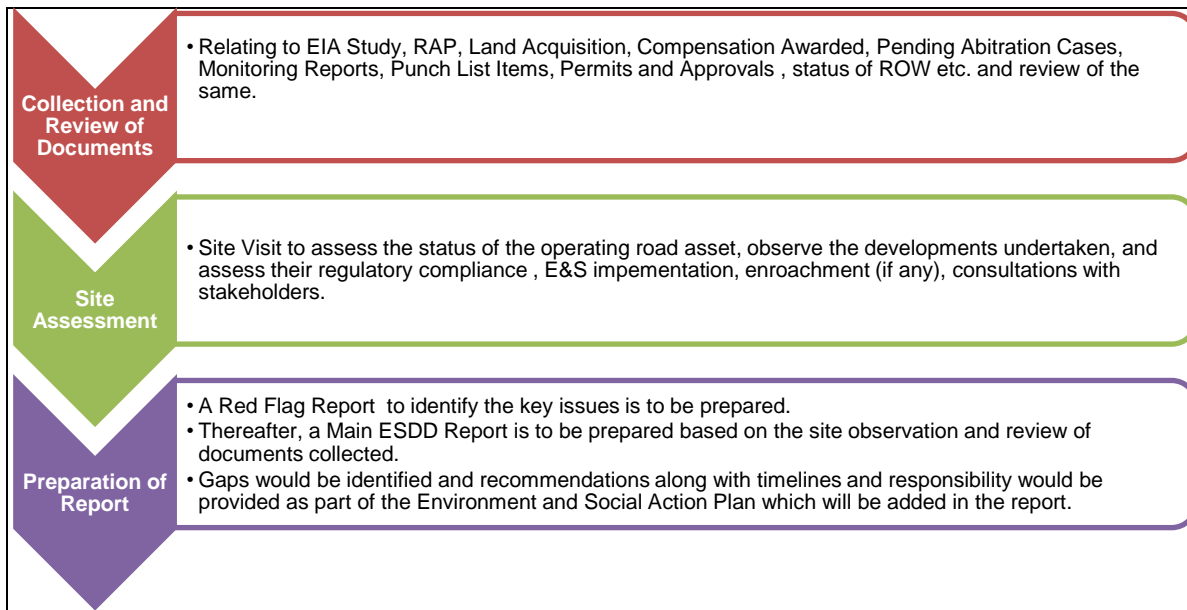 Collection and
Review of
Documents
• Relating to EIA Study, RAP, Land Acquisition, Compensation Awarded, Pending Abitration Cases,
Monitoring Reports, Punch List Items, Permits and Approvals , status of ROW etc. and review of the
same.
Site
Assessment
• Site Visit to assess the status of the operating road asset, observe the developments undertaken, and
assess their regulatory compliance , E&S impementation, enroachment (if any), consultations with
stakeholders.
Preparation of
Report
• A Red Flag Report to identify the key issues is to be prepared.
• Thereafter, a Main ESDD Report is to be prepared based on the site observation and review of
documents collected.
• Gaps would be identified and recommendations along with timelines and responsibility would be
provided as part of the Environment and Social Action Plan which will be added in the report.